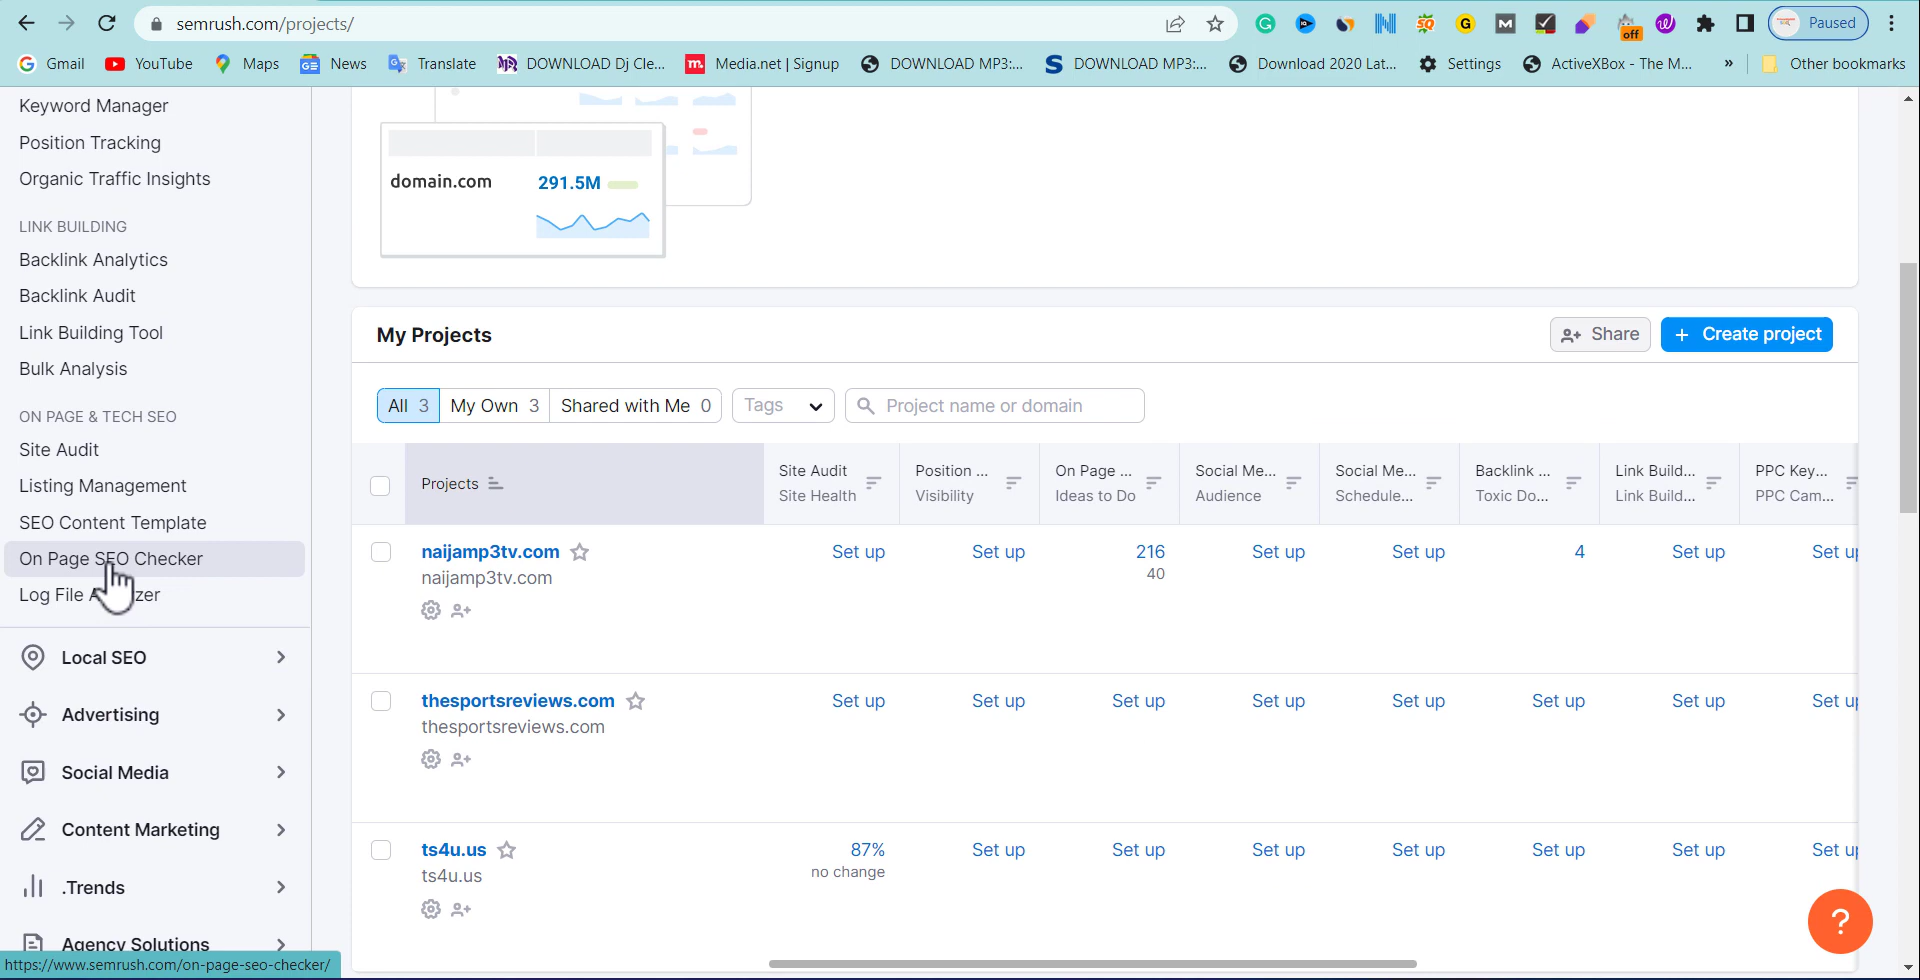 semrush.com/projects/
off
Paused
Gmail YouTube Maps News Translate DOWNLOAD Dj Cle... Media.net | Signup DOWNLOAD MP3:... DOWNLOAD MP3:... Download 2020 Lat... Settings ActiveXBox - The M... » Other bookmarks
Keyword Manager
Position Tracking
Organic Traffic Insights
LINK BUILDING
Backlink Analytics
Backlink Audit
Link Building Tool
Bulk Analysis
ON PAGE & TECH SEO
Site Audit
Listing Management
SEO Content Template
On Page SEO Checker
Log File A zer
Local SEO
Advertising
Social Media
Content Marketing
.Trends
Agency Solutions
https://www.semrush.com/on-page-seo-checker/
domain.com 291.5M
My Projects
Share + Create project
All 3 My Own 3 Shared with Me 0 Tags Project name or domain
Projects
Site Audit Position ... On Page ... Social Me... Social Me... Backlink ... Link Build... PPC Key...
Site Health Visibility Ideas to Do Audience Schedule... Toxic Do... Link Build... PPC Cam...
naijamp3tv.com Set up Set up 216 Set up Set up 4 Set up Set up
naijamp3tv.com 40
thesportsreviews.com Set up Set up Set up Set up Set up Set up Set up Set up
thesportsreviews.com
ts4u.us 87% Set up Set up Set up Set up Set up Set up Set up
ts4u.us no change
?